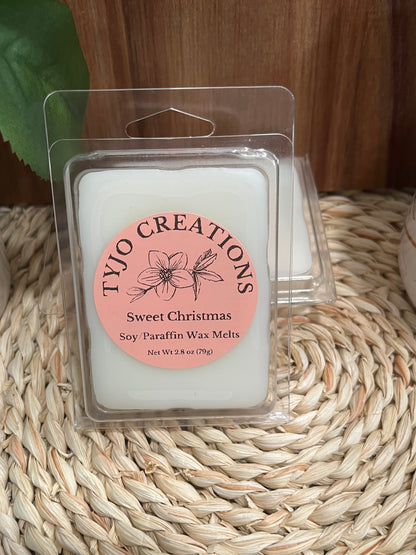 TYJO CREATIONS
Sweet Christmas
Soy/Paraffin Wax Melts
Net Wt 2.8 oz (79g)